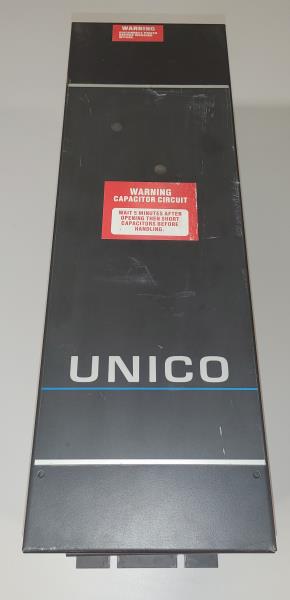 WARNING
WARNING
CAPACITOR CIRCUIT
WAIT 5 MINUTES AFTER
OPENING THEN SHORT
CAPACITORS BEFORE
HANDLING.
UNICO